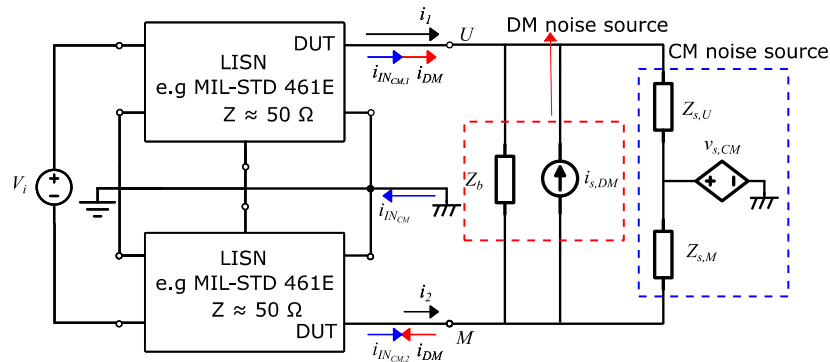 i1
U
DM noise source
DUT
CM noise source
LISN
e.g MIL-STD 461E
Z ≈ 50 Ω
iINCM,1
iDM
Zs,U
vs,CM
+ −
+
−
Vi
Zb
is,DM
iINCM
LISN
e.g MIL-STD 461E
Z ≈ 50 Ω
DUT
Zs,M
i2
iINCM,2
iDM
M